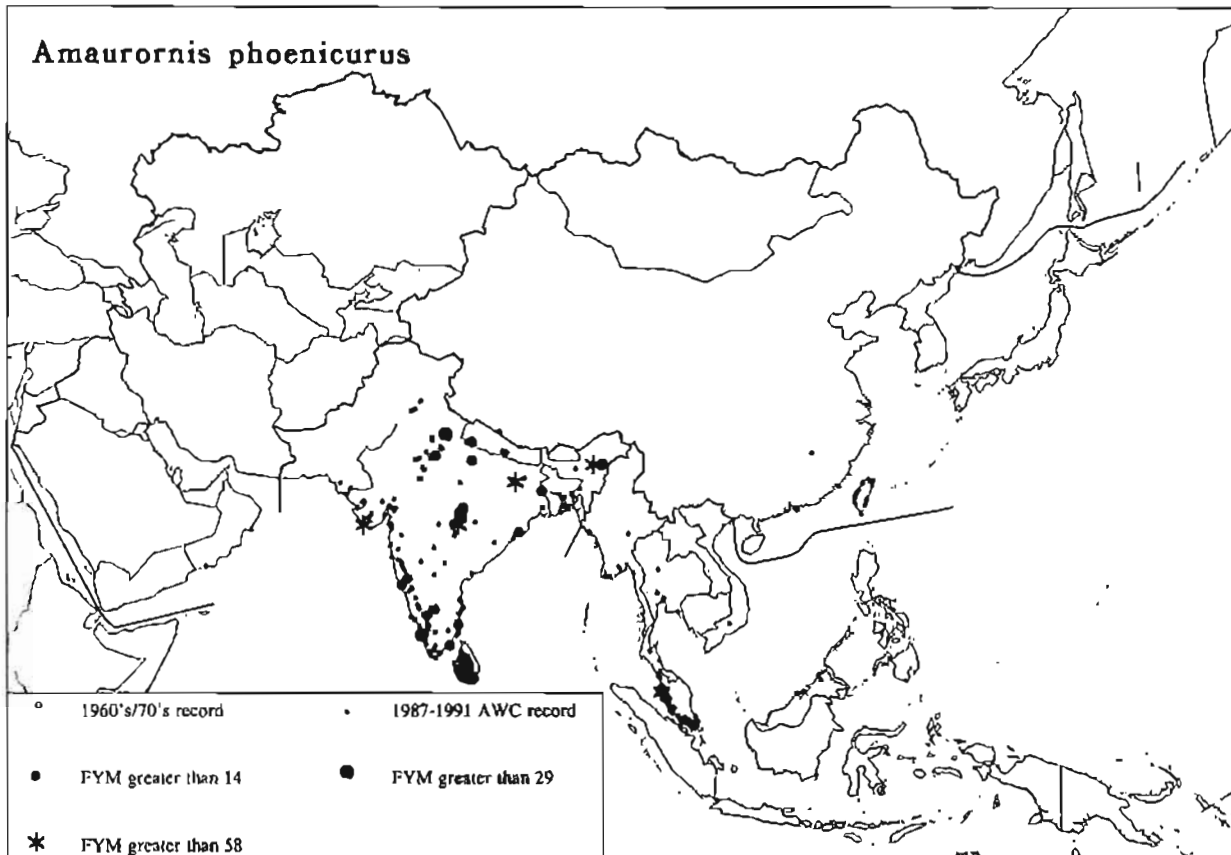 Amaurornis phoenicurus
1960's/70's record
1987-1991 AWC record
FYM greater than 14
FYM greater than 29
FYM greater than 58